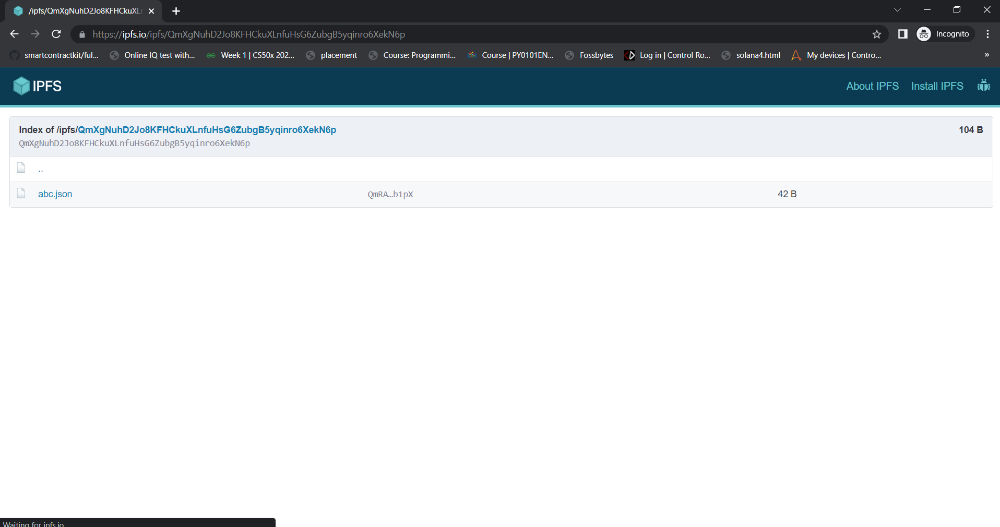 /ipfs/QmXgNuhD2Jo8KFHCkuXLn
https://ipfs.io/ipfs/QmXgNuhD2Jo8KFHCkuXLnfuHsG6ZubgB5yqinro6XekN6p
Incognito
smartcontractkit/ful... Online IQ test with... Week 1 | CS50x 202... placement Course: Programmi... Course | PY0101EN... Fossbytes Log in | Control Ro... solana4.html My devices | Contro... »
IPFS About IPFS Install IPFS
Index of /ipfs/QmXgNuhD2Jo8KFHCkuXLnfuHsG6ZubgB5yqinro6XekN6p 104 B
QmXgNuhD2Jo8KFHCkuXLnfuHsG6ZubgB5yqinro6XekN6p
..
abc.json QmRA…b1pX 42 B
Waiting for ipfs.io